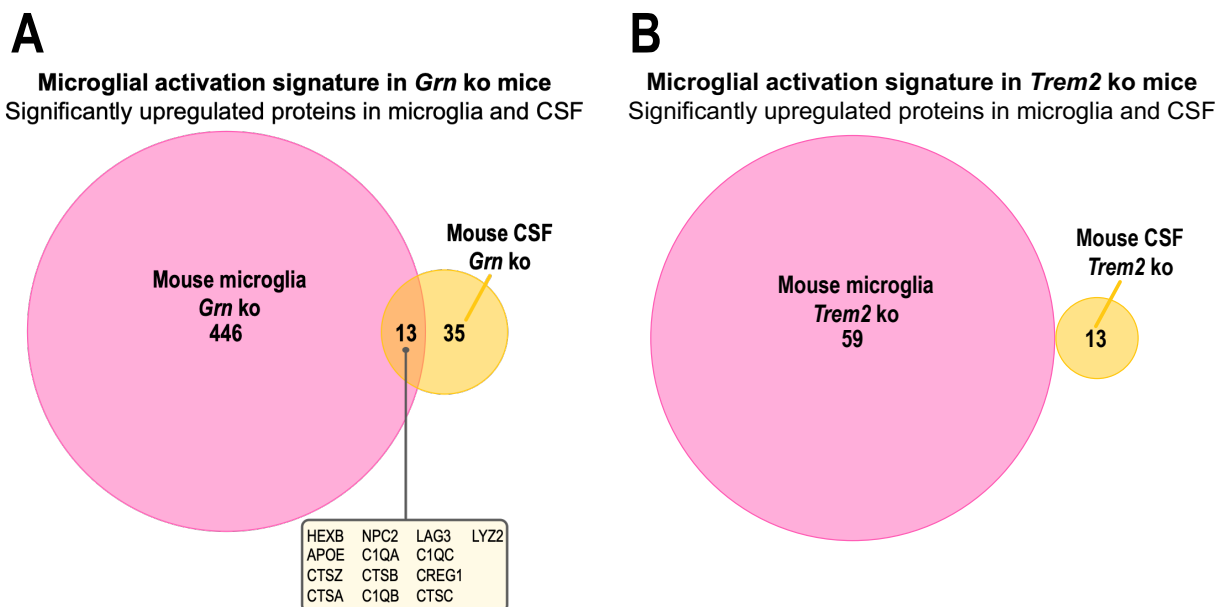 A
Microglial activation signature in Grn ko mice
Significantly upregulated proteins in microglia and CSF
Mouse microglia
Grn ko
446
13
35
Mouse CSF
Grn ko
HEXB NPC2 LAG3 LYZ2
APOE C1QA C1QC
CTSZ CTSB CREG1
CTSA C1QB CTSC
B
Microglial activation signature in Trem2 ko mice
Significantly upregulated proteins in microglia and CSF
Mouse microglia
Trem2 ko
59
Mouse CSF
Trem2 ko
13